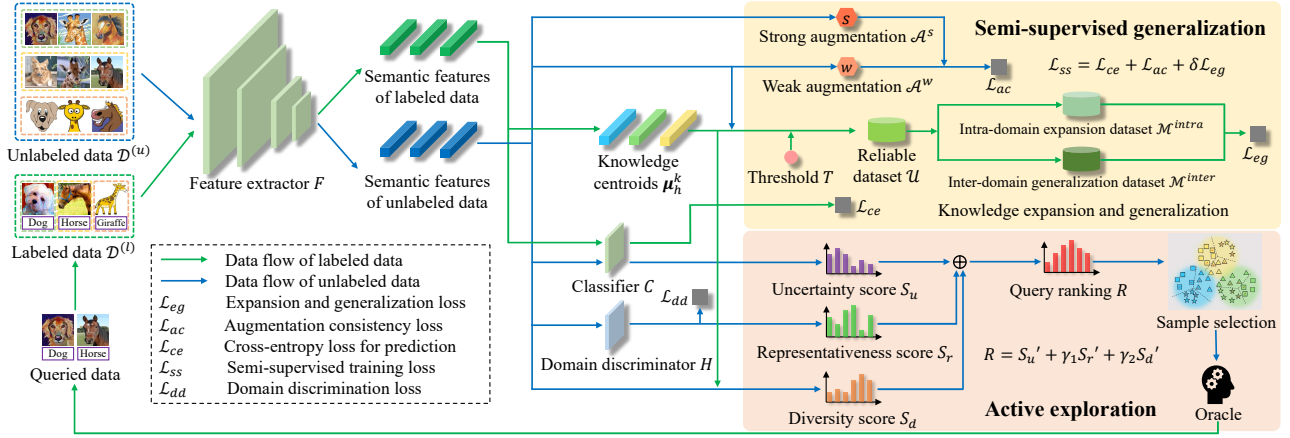 Unlabeled data 𝒟^(u)
Dog
Horse
Giraffe
Labeled data 𝒟^(l)
Dog
Horse
Queried data
Feature extractor F
Semantic features
of labeled data
Semantic features
of unlabeled data
Data flow of labeled data
Data flow of unlabeled data
ℒ_eg Expansion and generalization loss
ℒ_ac Augmentation consistency loss
ℒ_ce Cross-entropy loss for prediction
ℒ_ss Semi-supervised training loss
ℒ_dd Domain discrimination loss
Knowledge
centroids μ_h^k
Classifier C
ℒ_dd
Domain discriminator H
s
Strong augmentation 𝒜^s
w
Weak augmentation 𝒜^w
ℒ_ac
Semi-supervised generalization
ℒ_ss = ℒ_ce + ℒ_ac + δℒ_eg
Threshold T
Reliable
dataset 𝒰
Intra-domain expansion dataset ℳ^intra
Inter-domain generalization dataset ℳ^inter
ℒ_eg
ℒ_ce
Knowledge expansion and generalization
Uncertainty score S_u
Representativeness score S_r
Diversity score S_d
Query ranking R
Sample selection
R = S_u′ + γ_1S_r′ + γ_2S_d′
Active exploration
Oracle